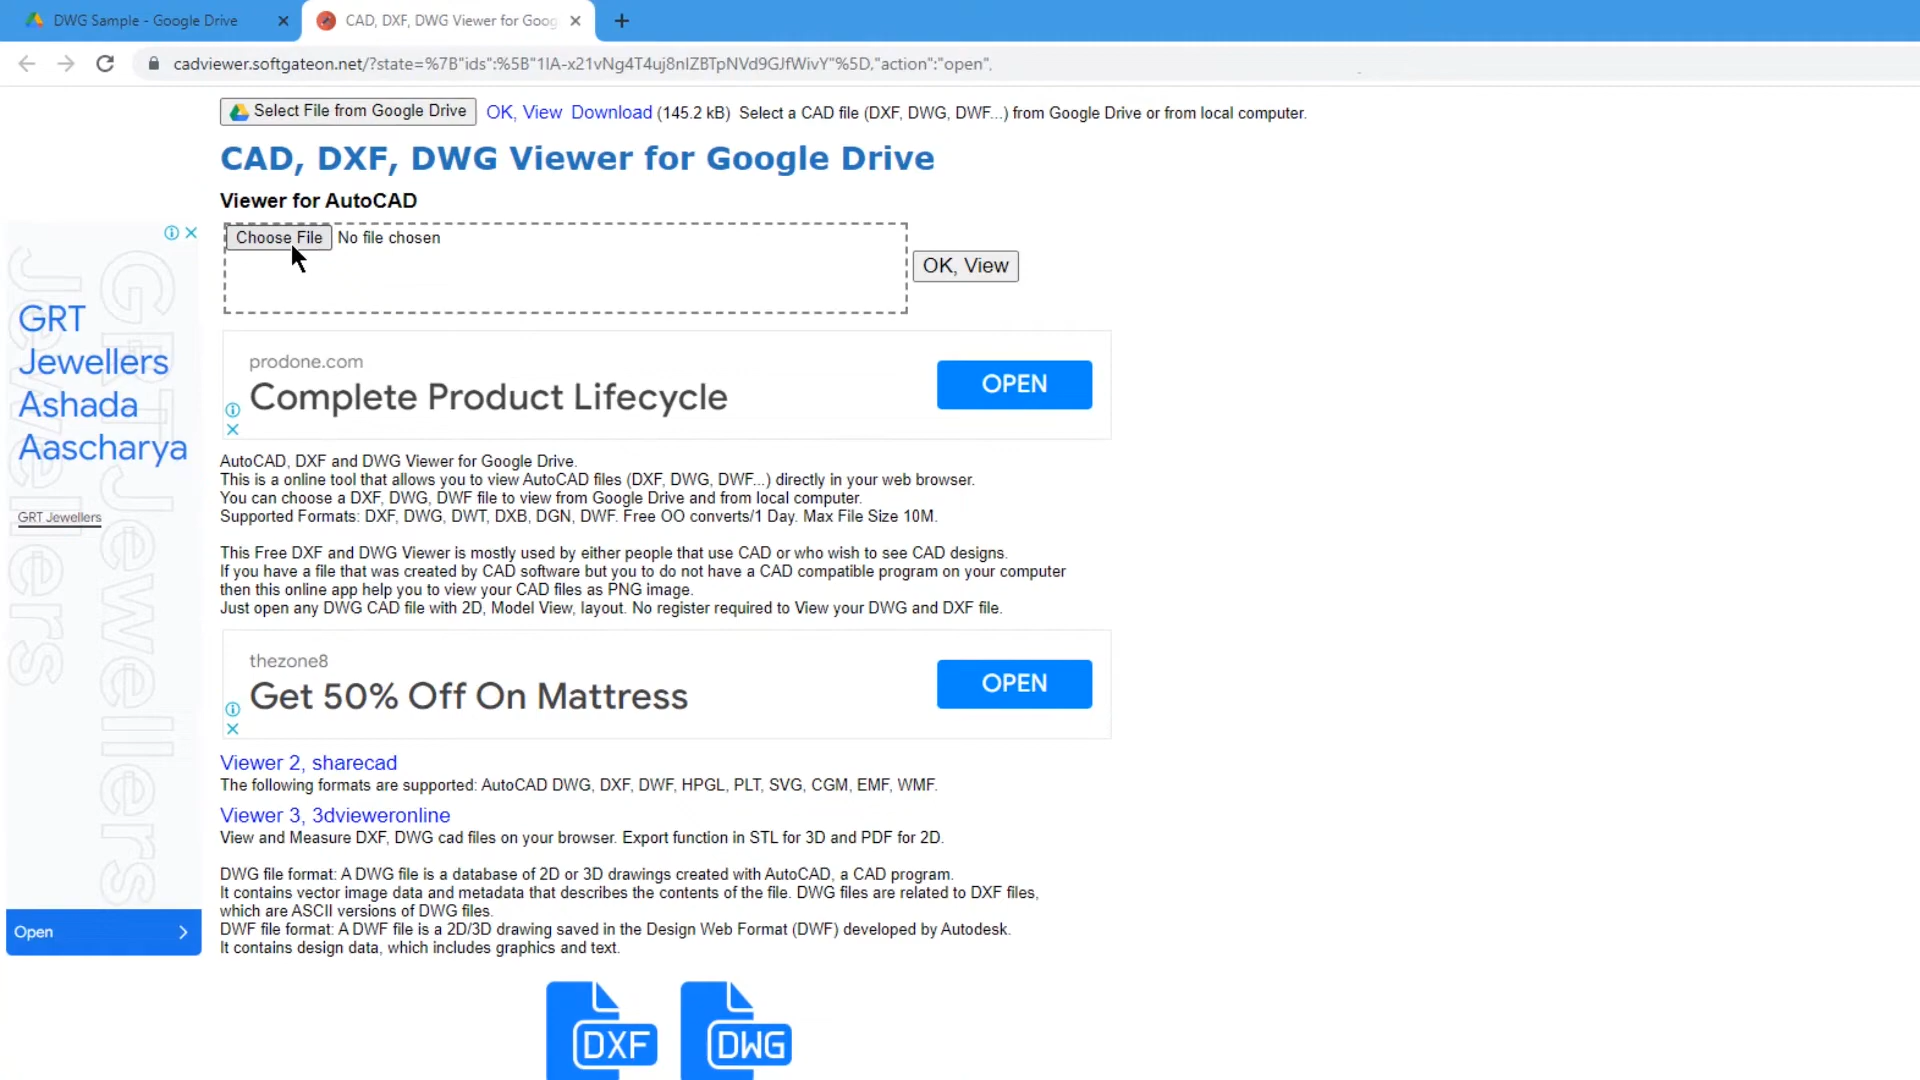 DWG Sample - Google Drive
CAD, DXF, DWG Viewer for Goog
cadviewer.softgateon.net/?state=%7B"ids":%5B"1IA-x21vNg4T4uj8nIZBTpNVd9GJfWivY"%5D,"action":"open",
Select File from Google Drive OK, View Download (145.2 kB) Select a CAD file (DXF, DWG, DWF...) from Google Drive or from local computer.
CAD, DXF, DWG Viewer for Google Drive
Viewer for AutoCAD
Choose File No file chosen
OK, View
GRT
Jewellers
Ashada
Aascharya
GRT Jewellers
GRT Jewellers
Jewellers
Open
prodone.com
Complete Product Lifecycle
OPEN
AutoCAD, DXF and DWG Viewer for Google Drive.
This is a online tool that allows you to view AutoCAD files (DXF, DWG, DWF...) directly in your web browser.
You can choose a DXF, DWG, DWF file to view from Google Drive and from local computer.
Supported Formats: DXF, DWG, DWT, DXB, DGN, DWF. Free OO converts/1 Day. Max File Size 10M.
This Free DXF and DWG Viewer is mostly used by either people that use CAD or who wish to see CAD designs.
If you have a file that was created by CAD software but you to do not have a CAD compatible program on your computer
then this online app help you to view your CAD files as PNG image.
Just open any DWG CAD file with 2D, Model View, layout. No register required to View your DWG and DXF file.
thezone8
Get 50% Off On Mattress
OPEN
Viewer 2, sharecad
The following formats are supported: AutoCAD DWG, DXF, DWF, HPGL, PLT, SVG, CGM, EMF, WMF.
Viewer 3, 3dvieweronline
View and Measure DXF, DWG cad files on your browser. Export function in STL for 3D and PDF for 2D.
DWG file format: A DWG file is a database of 2D or 3D drawings created with AutoCAD, a CAD program.
It contains vector image data and metadata that describes the contents of the file. DWG files are related to DXF files,
which are ASCII versions of DWG files.
DWF file format: A DWF file is a 2D/3D drawing saved in the Design Web Format (DWF) developed by Autodesk.
It contains design data, which includes graphics and text.
DXF
DWG